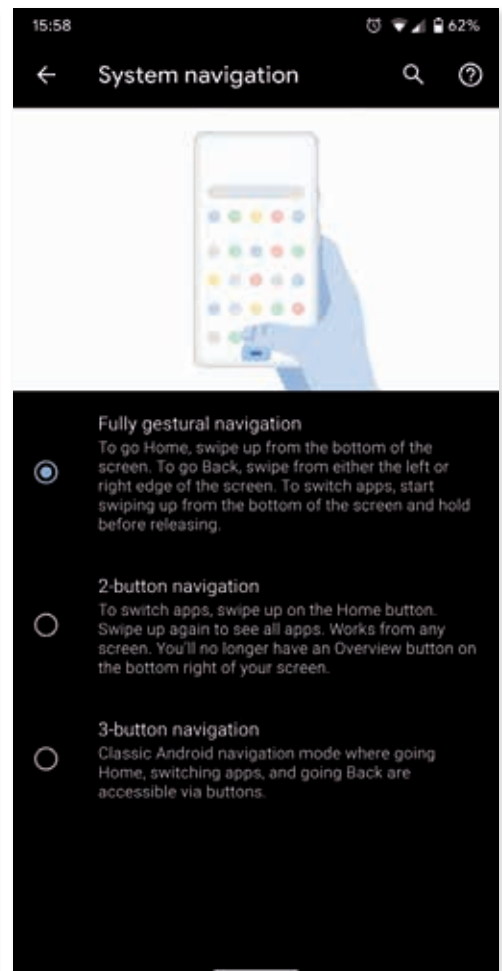 15:58 62%
System navigation
Fully gestural navigation
To go Home, swipe up from the bottom of the
screen. To go Back, swipe from either the left or
right edge of the screen. To switch apps, start
swiping up from the bottom of the screen and hold
before releasing.
2-button navigation
To switch apps, swipe up on the Home button.
Swipe up again to see all apps. Works from any
screen. You'll no longer have an Overview button on
the bottom right of your screen.
3-button navigation
Classic Android navigation mode where going
Home, switching apps, and going Back are
accessible via buttons.